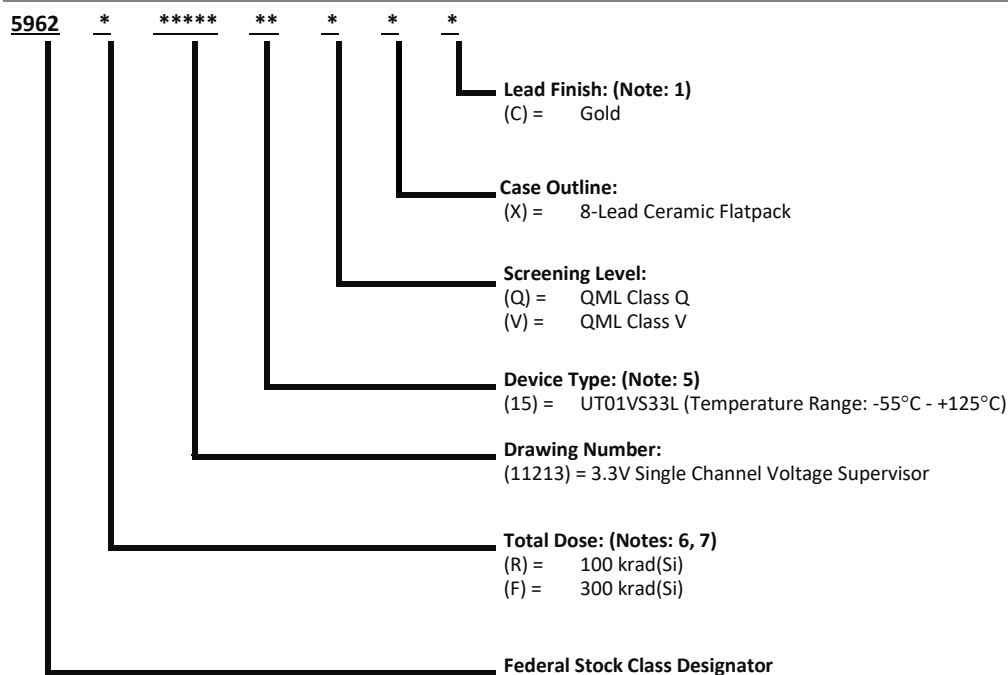 5962 * ***** ** * * *
Lead Finish: (Note: 1)
(C) = Gold
Case Outline:
(X) = 8-Lead Ceramic Flatpack
Screening Level:
(Q) = QML Class Q
(V) = QML Class V
Device Type: (Note: 5)
(15) = UT01VS33L (Temperature Range: -55°C - +125°C)
Drawing Number:
(11213) = 3.3V Single Channel Voltage Supervisor
Total Dose: (Notes: 6, 7)
(R) = 100 krad(Si)
(F) = 300 krad(Si)
Federal Stock Class Designator